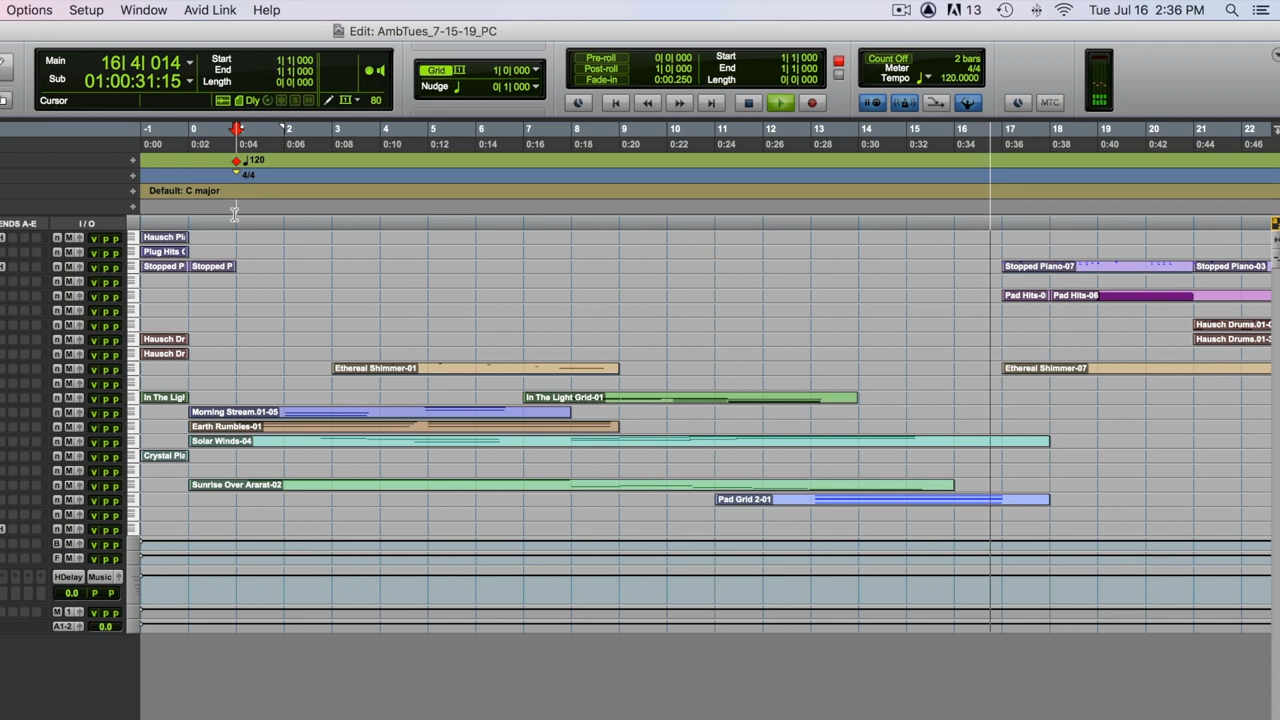 Options Setup Window Avid Link Help 13 Tue Jul 16 2:36 PM
Edit: AmbTues_7-15-19_PC
Main 16| 4| 014 Start 1| 1| 000
Sub 01:00:31:15 End 1| 1| 000
Length 0| 0| 000
Cursor Dly 80
Grid 1| 0| 000
Nudge 0| 1| 000
Pre-roll 0| 0| 000 Start 1| 1| 000
Post-roll 1| 0| 000 End 1| 1| 000
Fade-in 0:00.250 Length 0| 0| 000
Count Off 2 bars
Meter 4/4
Tempo 120.0000
MTC
-1 0 2 3 4 5 6 7 8 9 10 11 12 13 14 15 16 17 18 19 20 21 22
0:00 0:02 0:04 0:06 0:08 0:10 0:12 0:14 0:16 0:18 0:20 0:22 0:24 0:26 0:28 0:30 0:32 0:36 0:38 0:40 0:42 0:44 0:46
120
4/4
Default: C major
ENDS A-E I / O
n M v p p Hausch Pi
n M v p p Plug Hits
n M v p p Stopped P Stopped P Stopped Piano-07 Stopped Piano-03
n M v p p
n M v p p Pad Hits-0 Pad Hits-06
n M v p p
n M v p p Hausch Drums.01-
n M v p p Hausch Dr Hausch Drums.01-
n M v p p Hausch Dr
n M v p p Ethereal Shimmer-01 Ethereal Shimmer-07
n M v p p
n M v p p In The Ligh In The Light Grid-01
n M v p p Morning Stream.01-05
n M v p p Earth Rumbles-01
n M v p p Solar Winds-04
n M v p p Crystal Pla
n M v p p
n M v p p Sunrise Over Ararat-02
n M v p p Pad Grid 2-01
n M v p p
n M v p p
B M v p p
F M v p p
HDelay Music
0.0 P P
M 1 v p p
A1-2 0.0